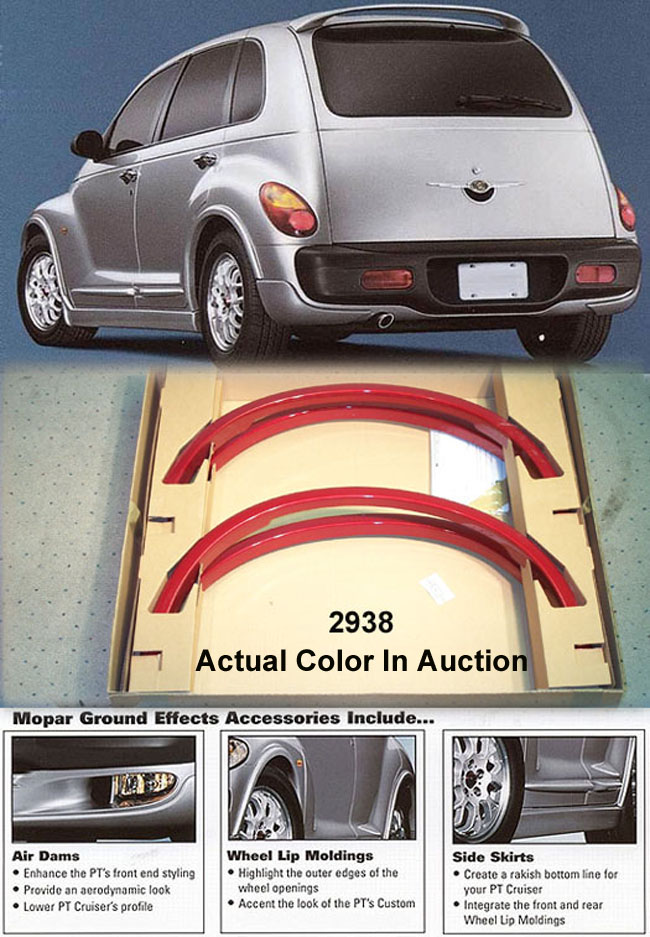 2938
Actual Color In Auction
Mopar Ground Effects Accessories Include...
Air Dams
• Enhance the PT's front end styling
• Provide an aerodynamic look
• Lower PT Cruiser's profile
Wheel Lip Moldings
• Highlight the outer edges of the
wheel openings
• Accent the look of the PT's Custom
Side Skirts
• Create a rakish bottom line for
your PT Cruiser
• Integrate the front and rear
Wheel Lip Moldings